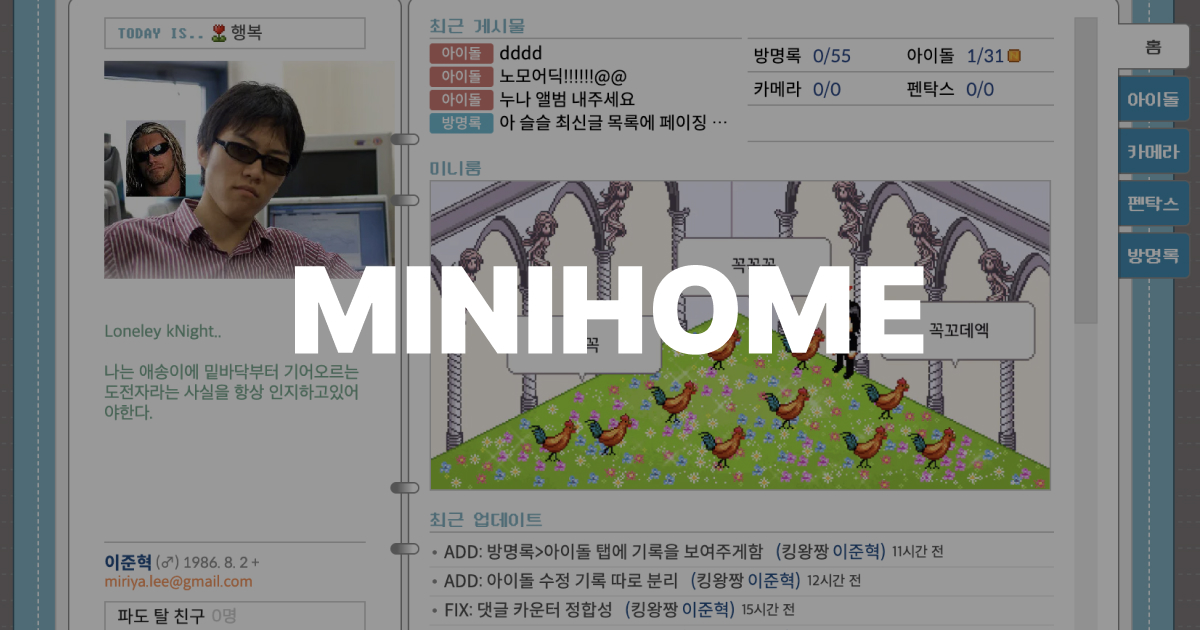 TODAY IS.. 행복
Loneley kNight..
나는 애송이에 밑바닥부터 기어오르는
도전자라는 사실을 항상 인지하고있어
야한다.
이준혁 (♂) 1986. 8. 2 +
miriya.lee@gmail.com
파도 탈 친구 0명
최근 게시물
아이돌 dddd
아이돌 노모어딕!!!!!!@@
아이돌 누나 앨범 내주세요
방명록 아 슬슬 최신글 목록에 페이징 …
방명록 0/55 아이돌 1/31
카메라 0/0 펜탁스 0/0
미니룸
꼭꼬데엑
MINIHOME
최근 업데이트
• ADD: 방명록>아이돌 탭에 기록을 보여주게함 (킹왕짱 이준혁) 11시간 전
• ADD: 아이돌 수정 기록 따로 분리 (킹왕짱 이준혁) 12시간 전
• FIX: 댓글 카운터 정합성 (킹왕짱 이준혁) 15시간 전
홈
아이돌
카메라
펜탁스
방명록